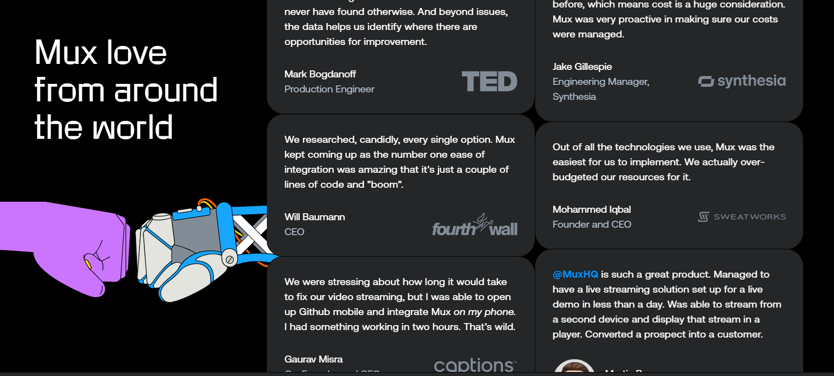 Mux love
from around
the world
never have found otherwise. And beyond issues,
the data helps us identify where there are
opportunities for improvement.
Mark Bogdanoff
Production Engineer
TED
We researched, candidly, every single option. Mux
kept coming up as the number one ease of
integration was amazing that it's just a couple of
lines of code and "boom".
Will Baumann
CEO
fourthwall
We were stressing about how long it would take
to fix our video streaming, but I was able to open
up Github mobile and integrate Mux on my phone.
I had something working in two hours. That's wild.
Gaurav Misra
captions
before, which means cost is a huge consideration.
Mux was very proactive in making sure our costs
were managed.
Jake Gillespie
Engineering Manager,
Synthesia
synthesia
Out of all the technologies we use, Mux was the
easiest for us to implement. We actually over-
budgeted our resources for it.
Mohammed Iqbal
Founder and CEO
SWEATWORKS
@MuxHQ is such a great product. Managed to
have a live streaming solution set up for a live
demo in less than a day. Was able to stream from
a second device and display that stream in a
player. Converted a prospect into a customer.